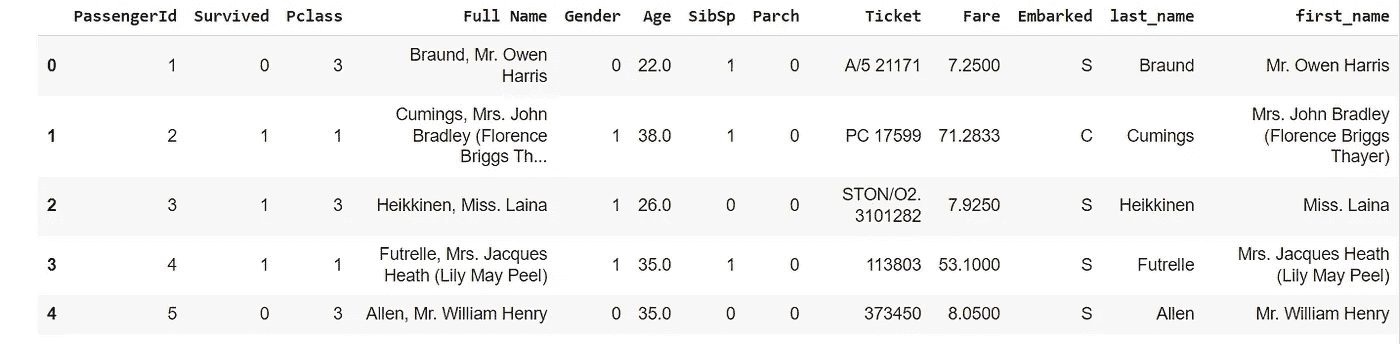 PassengerId Survived Pclass Full Name Gender Age SibSp Parch Ticket Fare Embarked last_name first_name
0 1 0 3 Braund, Mr. Owen Harris 0 22.0 1 0 A/5 21171 7.2500 S Braund Mr. Owen Harris
1 2 1 1 Cumings, Mrs. John Bradley (Florence Briggs Th... 1 38.0 1 0 PC 17599 71.2833 C Cumings Mrs. John Bradley (Florence Briggs Thayer)
2 3 1 3 Heikkinen, Miss. Laina 1 26.0 0 0 STON/O2. 3101282 7.9250 S Heikkinen Miss. Laina
3 4 1 1 Futrelle, Mrs. Jacques Heath (Lily May Peel) 1 35.0 1 0 113803 53.1000 S Futrelle Mrs. Jacques Heath (Lily May Peel)
4 5 0 3 Allen, Mr. William Henry 0 35.0 0 0 373450 8.0500 S Allen Mr. William Henry